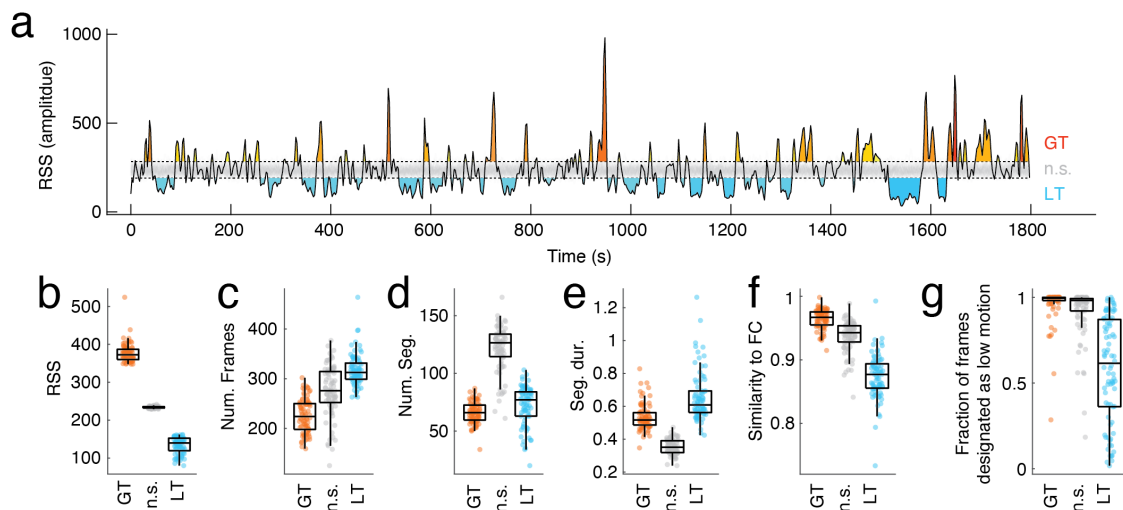 a
RSS (amplitdue)
1000
500
0
0 200 400 600 800 1000 1200 1400 1600 1800
Time (s)
GT
n.s.
LT
b
RSS
500
400
300
200
100
GT n.s. LT
c
Num. Frames
400
300
200
GT n.s. LT
d
Num. Seg.
150
100
50
GT n.s. LT
e
Seg. dur.
1.2
1.0
0.8
0.6
0.4
0.2
GT n.s. LT
f
Similarity to FC
1
0.9
0.8
GT n.s. LT
g
Fraction of frames
designated as low motion
1
0.5
0
GT n.s. LT